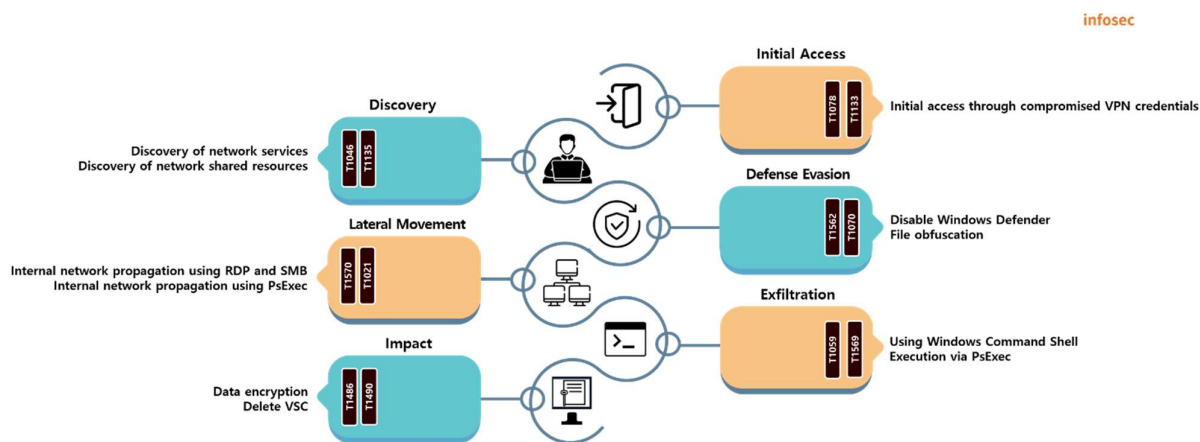 infosec
Initial Access
T1078
T1133
Initial access through compromised VPN credentials
Discovery
Discovery of network services
Discovery of network shared resources
T1046
T1135
Defense Evasion
T1562
T1070
Disable Windows Defender
File obfuscation
Lateral Movement
Internal network propagation using RDP and SMB
Internal network propagation using PsExec
T1570
T1021
Exfiltration
T1059
T1569
Using Windows Command Shell
Execution via PsExec
Impact
Data encryption
Delete VSC
T1486
T1490